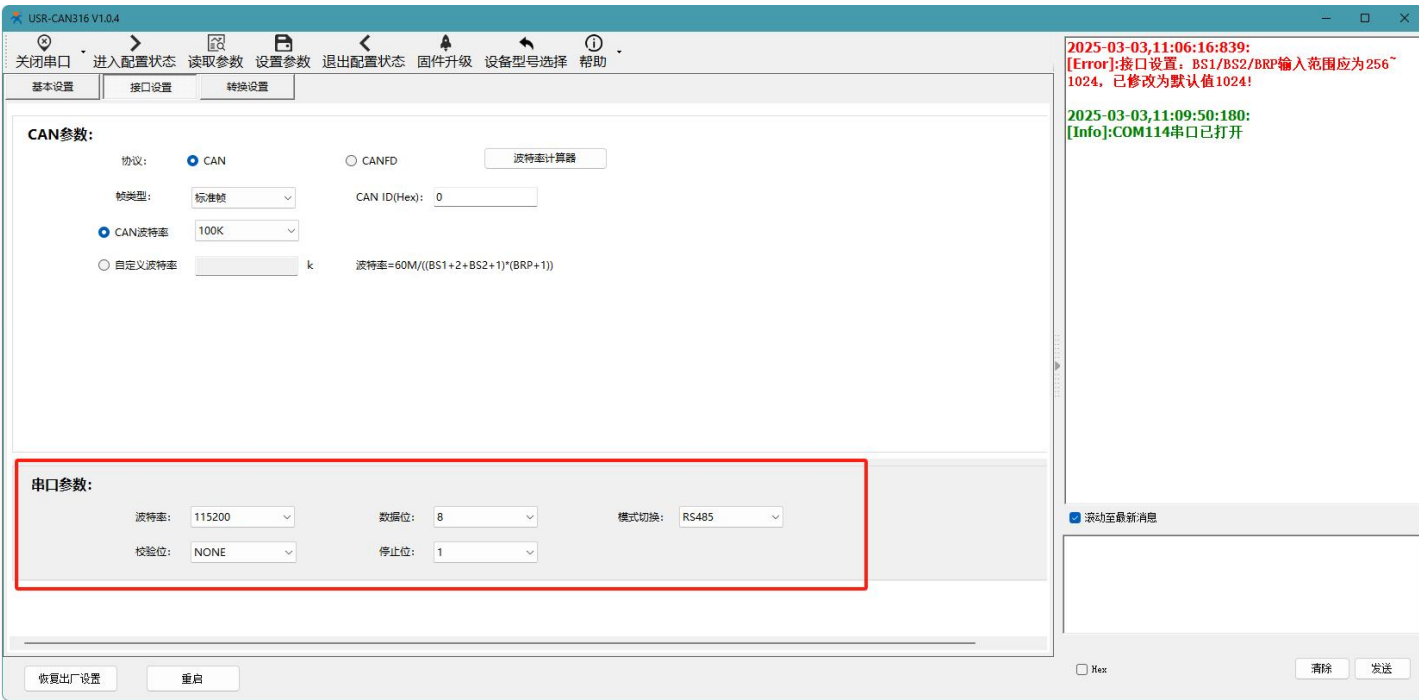 USR-CAN316 V1.0.4
关闭串口 进入配置状态 读取参数 设置参数 退出配置状态 固件升级 设备型号选择 帮助
基本设置 接口设置 转换设置
CAN参数:
协议: CAN CANFD 波特率计算器
帧类型: 标准帧 CAN ID(Hex): 0
CAN波特率 100K
自定义波特率 k 波特率=60M/((BS1+2+BS2+1)*(BRP+1))
串口参数:
波特率: 115200 数据位: 8 模式切换: RS485
校验位: NONE 停止位: 1
恢复出厂设置 重启
2025-03-03,11:06:16:839:
[Error]:接口设置: BS1/BS2/BRP输入范围应为256~
1024, 已修改为默认值1024!
2025-03-03,11:09:50:180:
[Info]:COM114串口已打开
滚动至最新消息
Hex 清除 发送